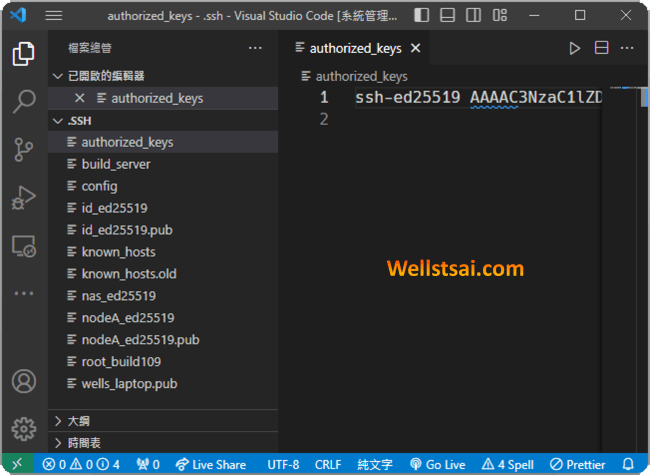 authorized_keys - .ssh - Visual Studio Code [系統管理...
檔案總管
已開啟的編輯器
authorized_keys
.SSH
authorized_keys
build_server
config
id_ed25519
id_ed25519.pub
known_hosts
known_hosts.old
nas_ed25519
nodeA_ed25519
nodeA_ed25519.pub
root_build109
wells_laptop.pub
大綱
時間表
authorized_keys
authorized_keys
1 ssh-ed25519 AAAAC3NzaC1lZD
2
Wellstsai.com
0 0 4 0 Live Share UTF-8 CRLF 純文字 Go Live 4 Spell Prettier